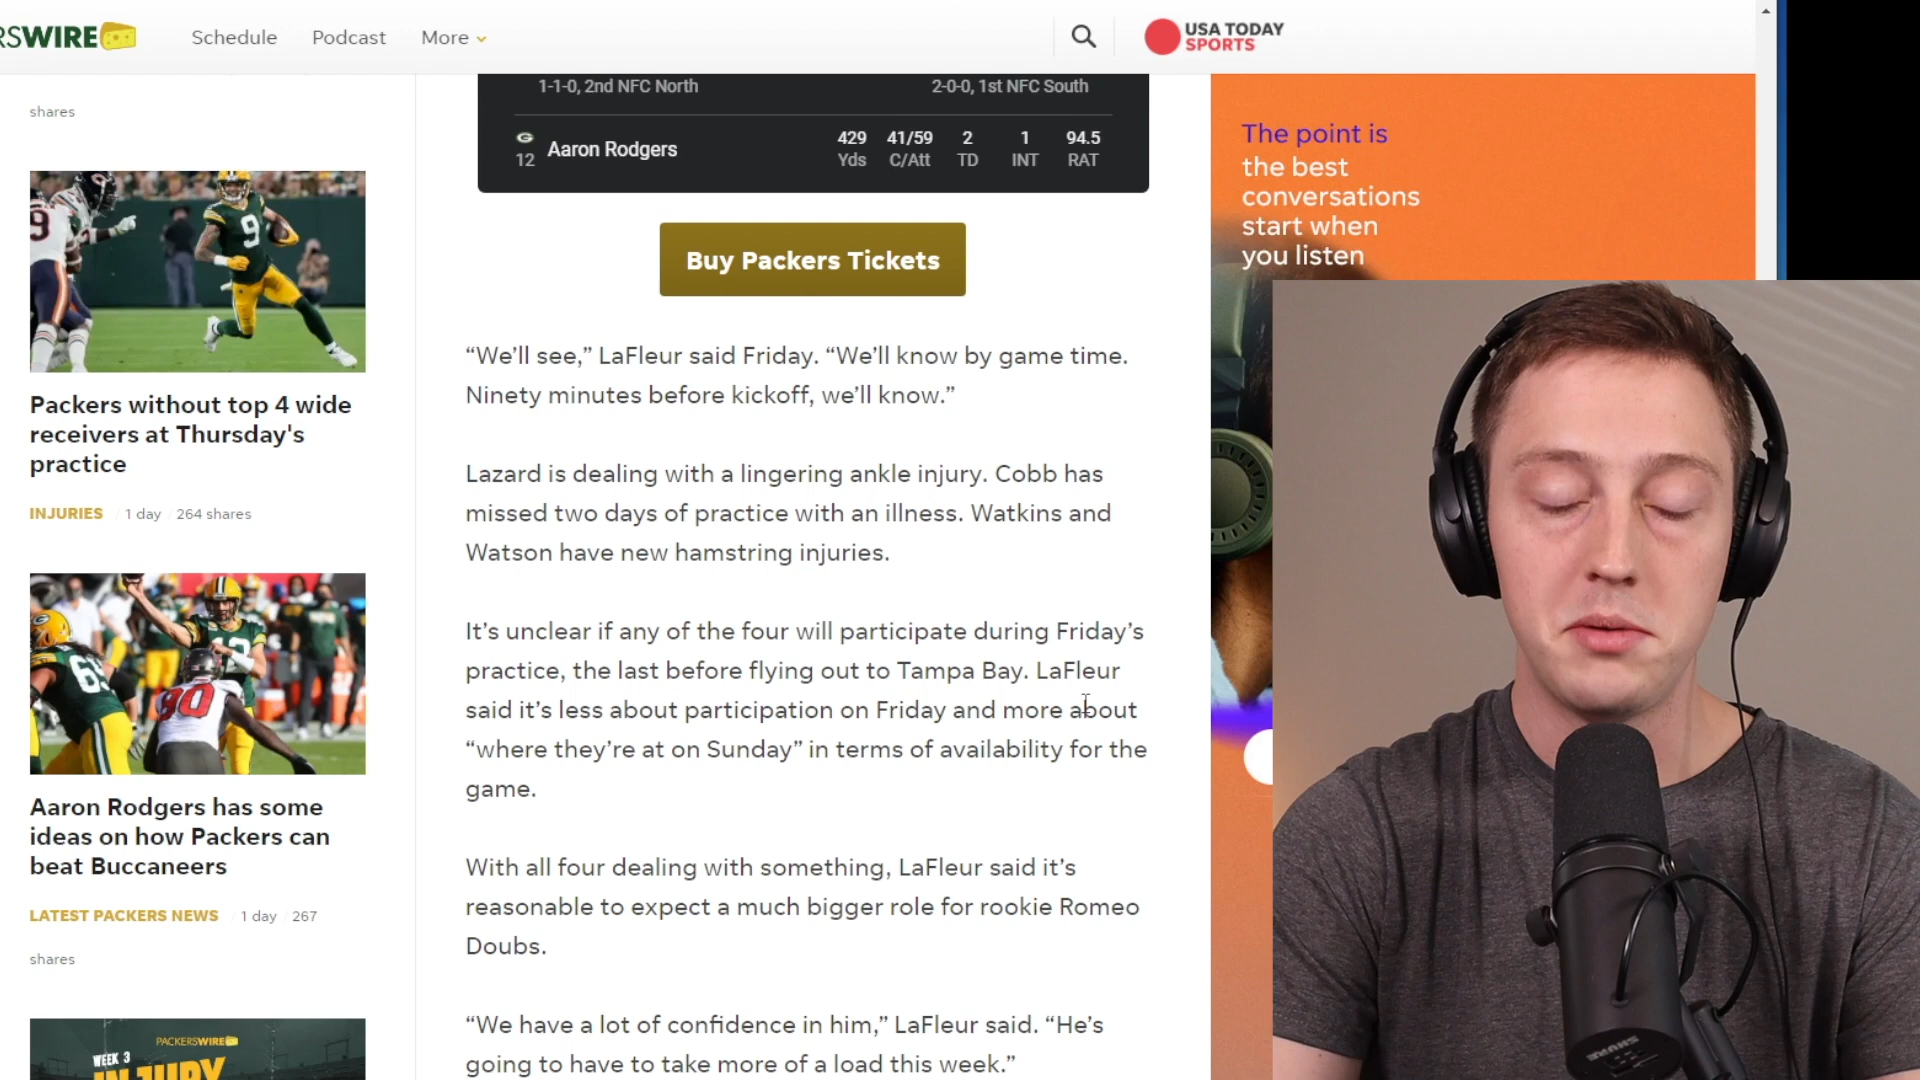 RSWIRE
Schedule
Podcast
More
USA TODAY
SPORTS
shares
Packers without top 4 wide
receivers at Thursday's
practice
INJURIES / 1 day / 264 shares
Aaron Rodgers has some
ideas on how Packers can
beat Buccaneers
LATEST PACKERS NEWS / 1 day / 267
shares
PACKERSWIRE
WEEK 3
INJURY
1-1-0, 2nd NFC North
2-0-0, 1st NFC South
G
12
Aaron Rodgers
429 41/59 2 1 94.5
Yds C/Att TD INT RAT
Buy Packers Tickets
“We’ll see,” LaFleur said Friday. “We’ll know by game time.
Ninety minutes before kickoff, we’ll know.”
Lazard is dealing with a lingering ankle injury. Cobb has
missed two days of practice with an illness. Watkins and
Watson have new hamstring injuries.
It’s unclear if any of the four will participate during Friday’s
practice, the last before flying out to Tampa Bay. LaFleur
said it’s less about participation on Friday and more about
“where they’re at on Sunday” in terms of availability for the
game.
With all four dealing with something, LaFleur said it’s
reasonable to expect a much bigger role for rookie Romeo
Doubs.
“We have a lot of confidence in him,” LaFleur said. “He’s
going to have to take more of a load this week.”
The point is
the best
conversations
start when
you listen
SHURE